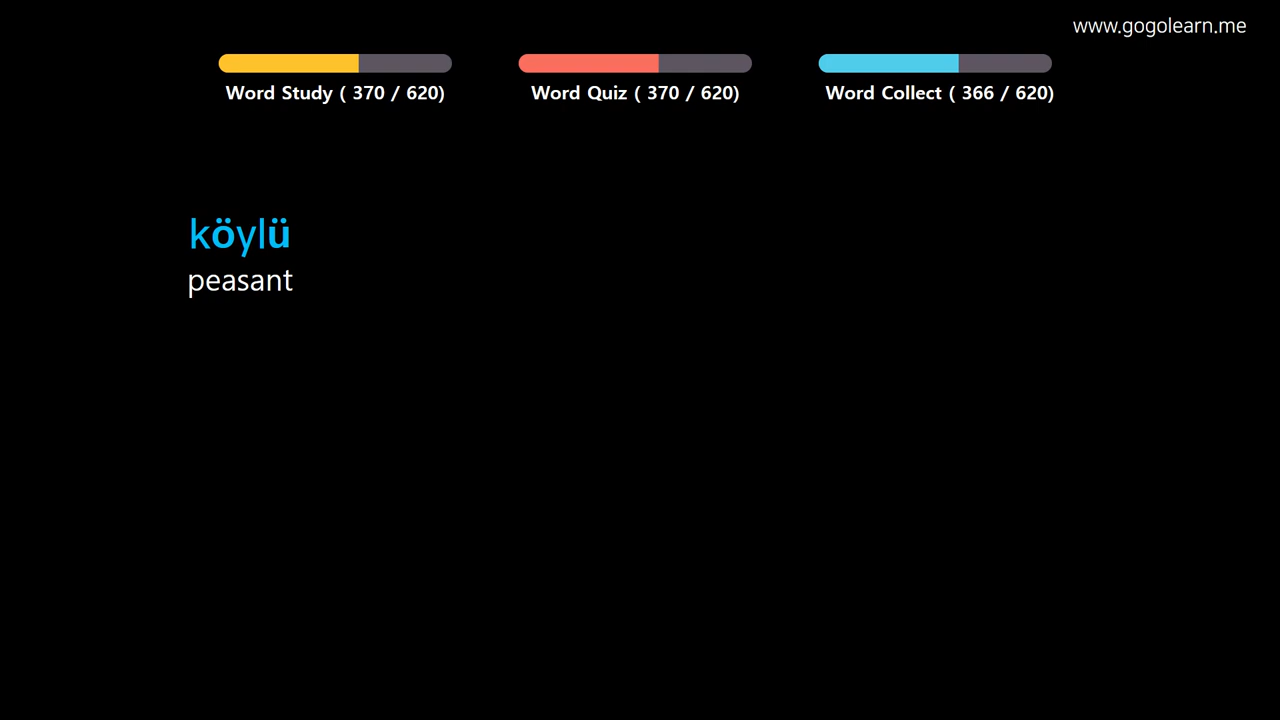 www.gogolearn.me
Word Study ( 370 / 620)
Word Quiz ( 370 / 620)
Word Collect ( 366 / 620)
köylü
peasant